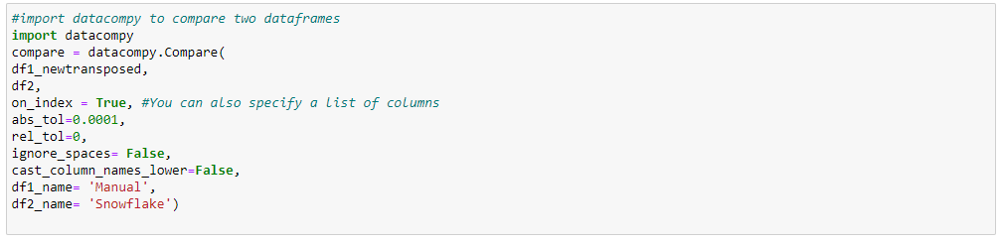 #import datacompy to compare two dataframes
import datacompy
compare = datacompy.Compare(
df1_newtransposed,
df2,
on_index = True, #You can also specify a list of columns
abs_tol=0.0001,
rel_tol=0,
ignore_spaces= False,
cast_column_names_lower=False,
df1_name= 'Manual',
df2_name= 'Snowflake')